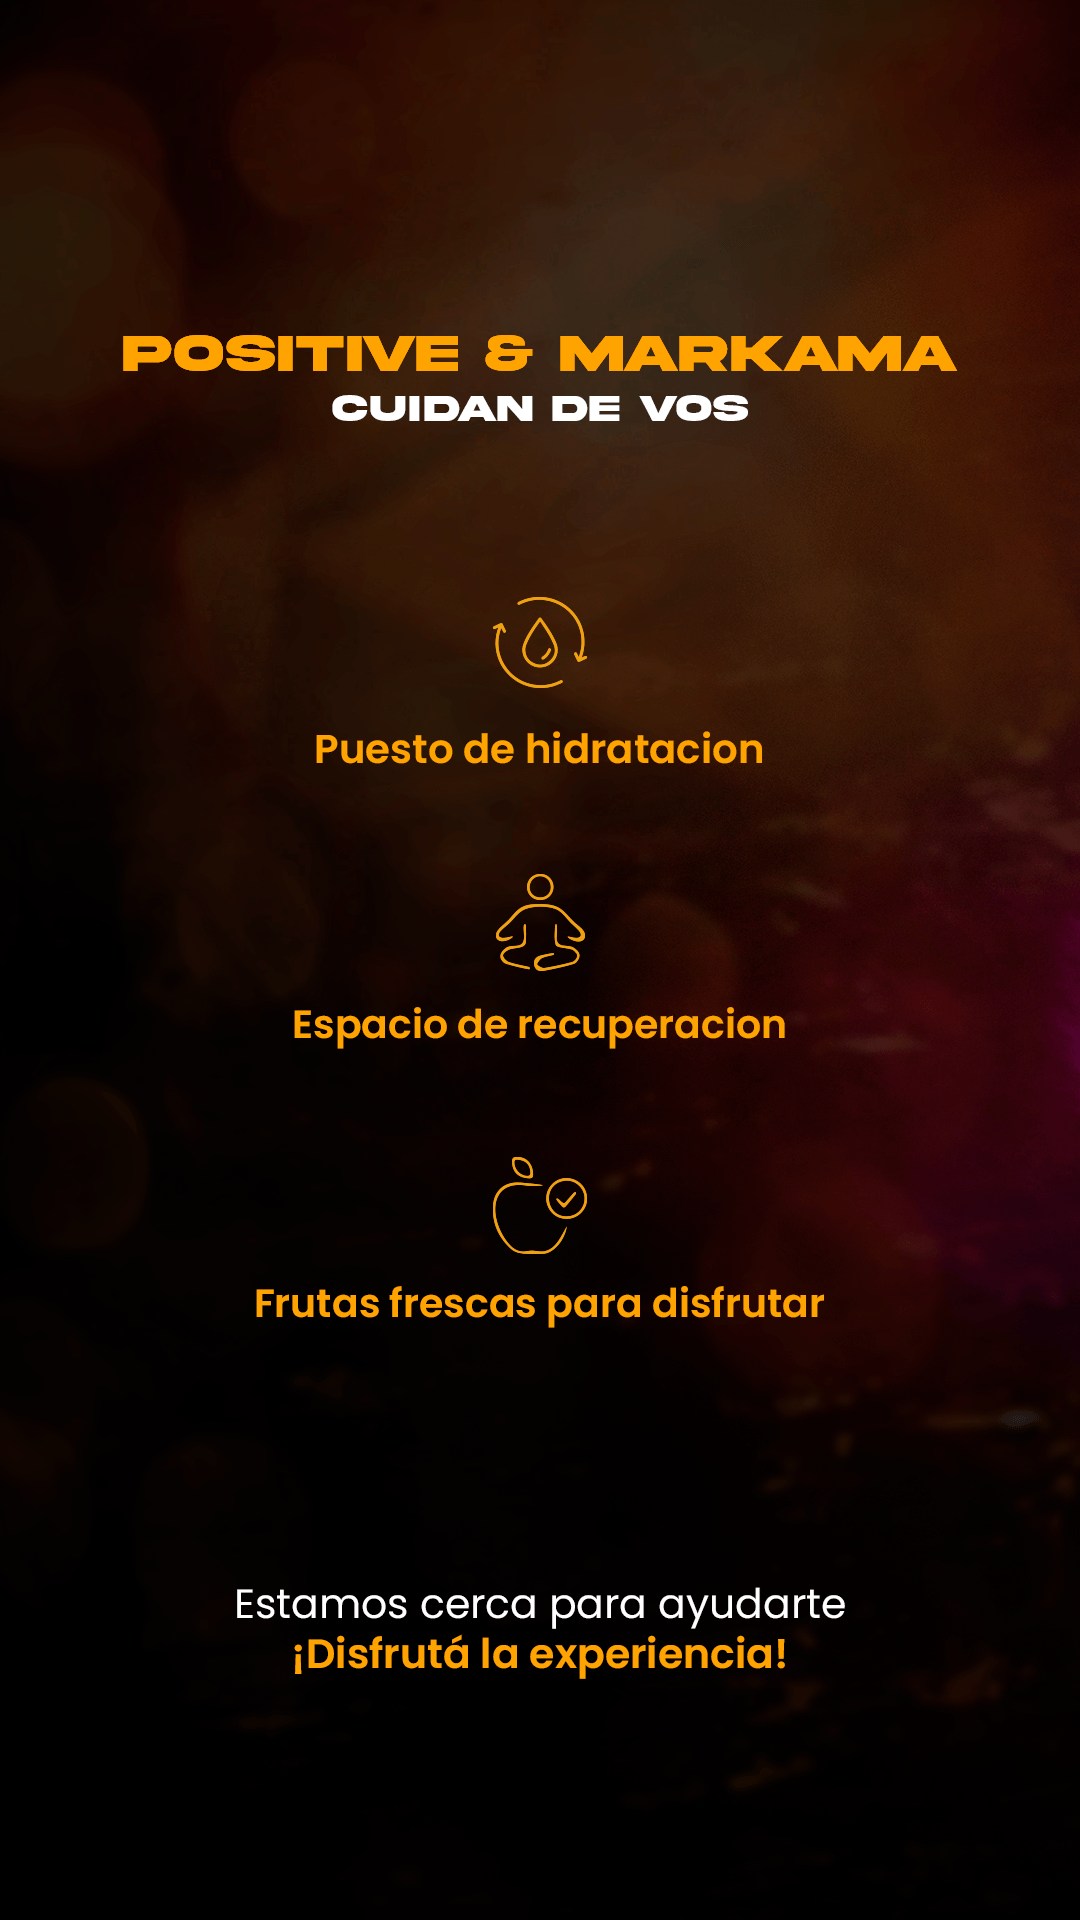 POSITIVE & MARKAMA
CUIDAN DE VOS
Puesto de hidratacion
Espacio de recuperacion
Frutas frescas para disfrutar
Estamos cerca para ayudarte
¡Disfrutá la experiencia!